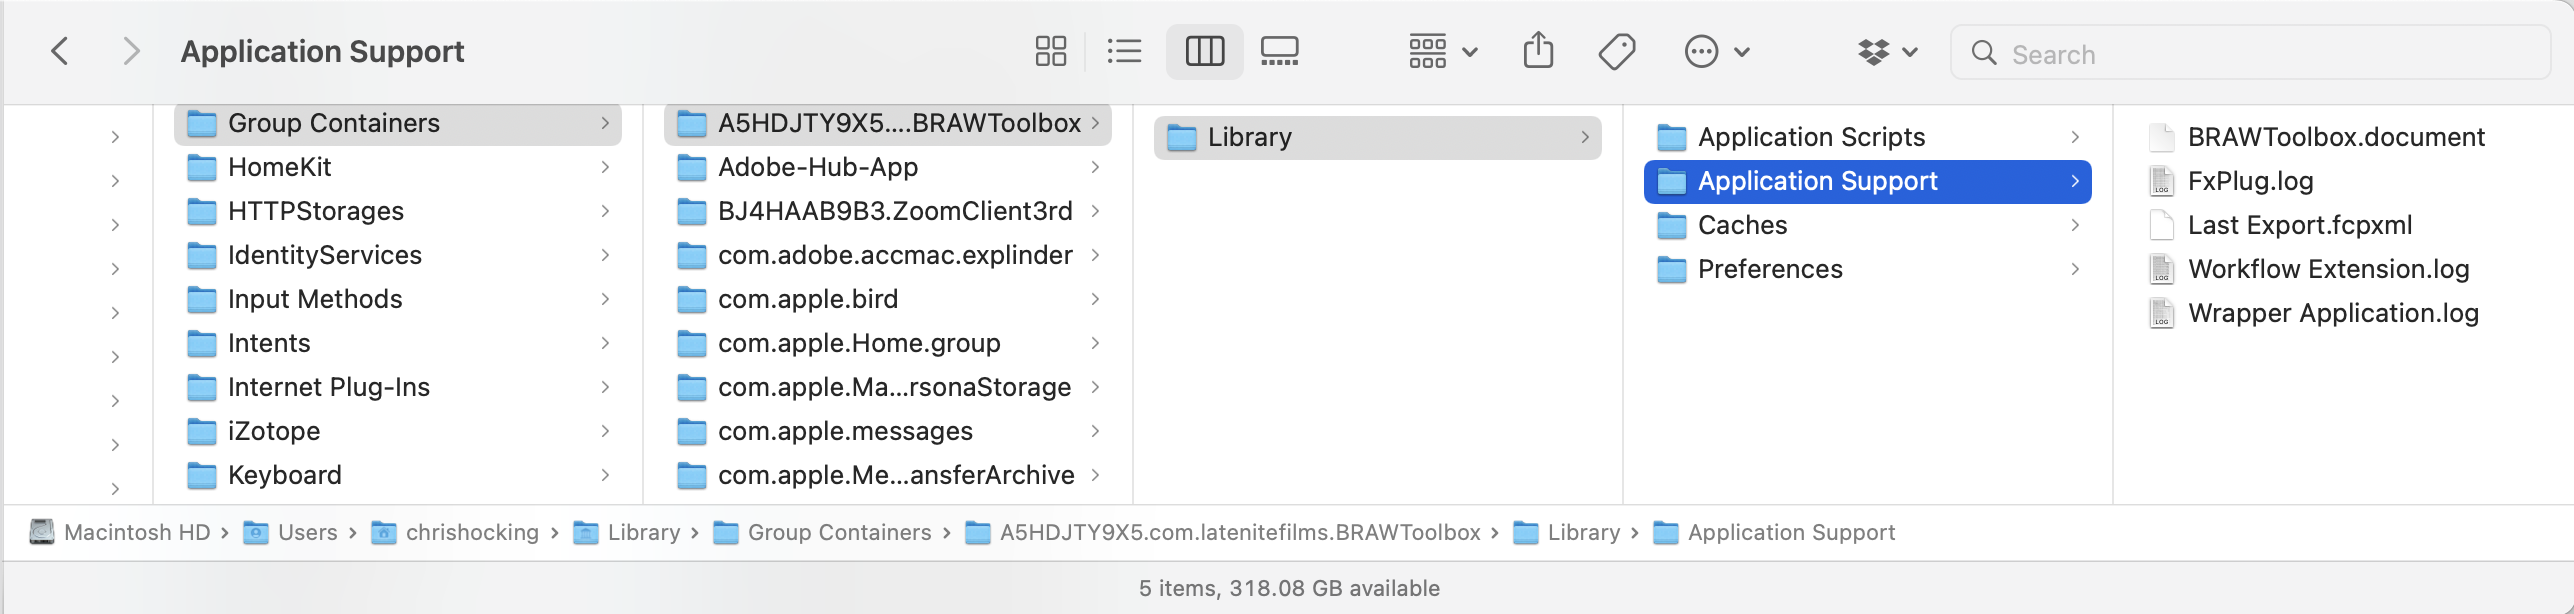 Application Support
Search
Group Containers
HomeKit
HTTPStorages
IdentityServices
Input Methods
Intents
Internet Plug-Ins
iZotope
Keyboard
A5HDJTY9X5....BRAWToolbox
Adobe-Hub-App
BJ4HAAB9B3.ZoomClient3rd
com.adobe.accmac.explinder
com.apple.bird
com.apple.Home.group
com.apple.Ma...rsonaStorage
com.apple.messages
com.apple.Me...ansferArchive
Library
Application Scripts
Application Support
Caches
Preferences
BRAWToolbox.document
FxPlug.log
Last Export.fcpxml
Workflow Extension.log
Wrapper Application.log
Macintosh HD › Users › chrishocking › Library › Group Containers › A5HDJTY9X5.com.latenitefilms.BRAWToolbox › Library › Application Support
5 items, 318.08 GB available